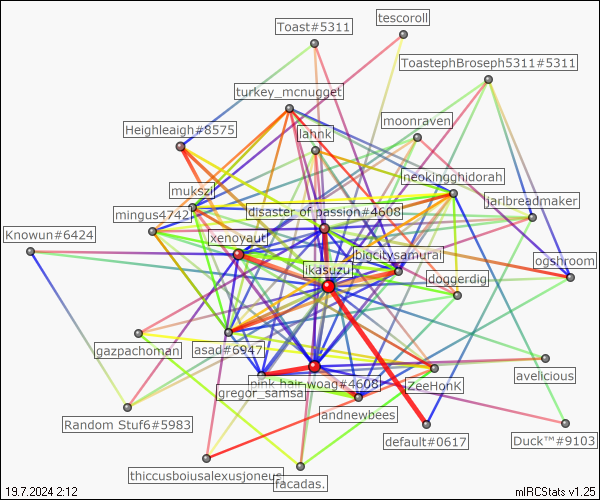 tescoroll
Toast#5311
ToastephBroseph5311#5311
turkey_mcnugget
moonraven
Heighleaigh#8575
lahnk
neokingghidorah
mukszi
jarlbreadmaker
mingus4742
disaster of passion#4608
Knowun#6424
xenoyauti
bigcitysamurai
ogshroom
ikasuzui
doggerdig
gazpachoman
asad#6947
avelicious
pink hair woag#4608
ZeeHonK
gregor_samsa
andnewbees
Random Stuf6#5983
default#0617
Duck™#9103
thiccusboiusalexusjoneus
facadas.
19.7.2024 2:12
mIRCStats v1.25